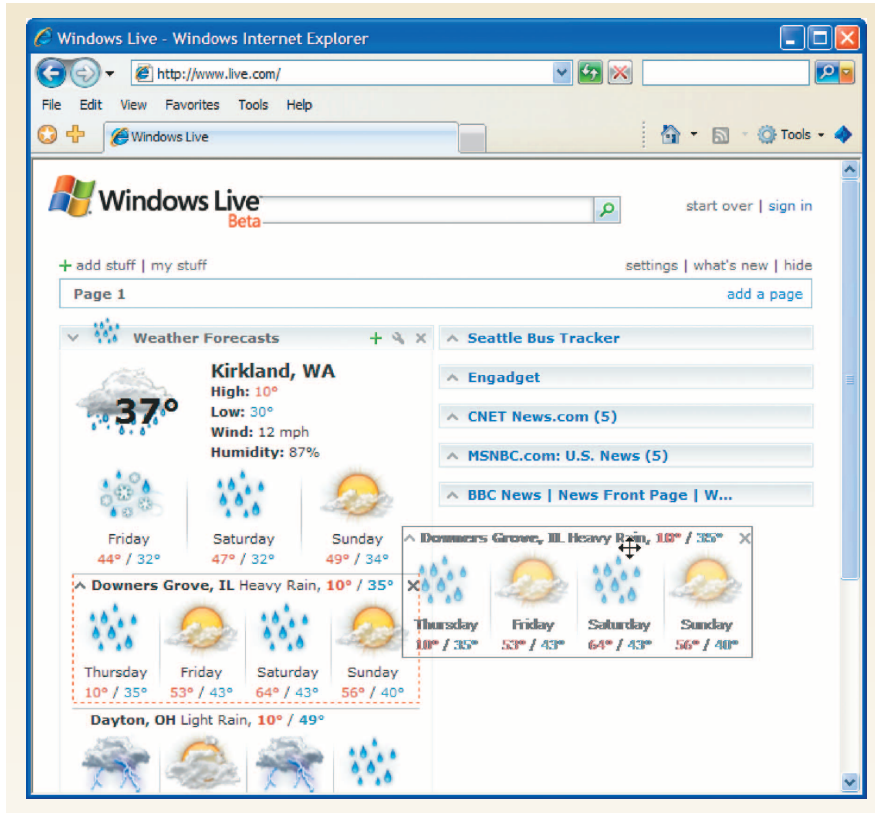 Windows Live - Windows Internet Explorer
http://www.live.com/
File Edit View Favorites Tools Help
Windows Live
Tools
Windows Live
Beta
start over | sign in
+ add stuff | my stuff
settings | what's new | hide
Page 1
add a page
Weather Forecasts
Kirkland, WA
37°
High: 10°
Low: 30°
Wind: 12 mph
Humidity: 87%
Friday
44° / 32°
Saturday
47° / 32°
Sunday
49° / 34°
Downers Grove, IL Heavy Rain, 10° / 35°
Thursday
10° / 35°
Friday
53° / 43°
Saturday
64° / 43°
Sunday
56° / 40°
Dayton, OH Light Rain, 10° / 49°
Seattle Bus Tracker
Engadget
CNET News.com (5)
MSNBC.com: U.S. News (5)
BBC News | News Front Page | W...
Downers Grove, IL Heavy Rain, 10° / 35°
Thursday
10° / 35°
Friday
53° / 43°
Saturday
64° / 43°
Sunday
56° / 40°